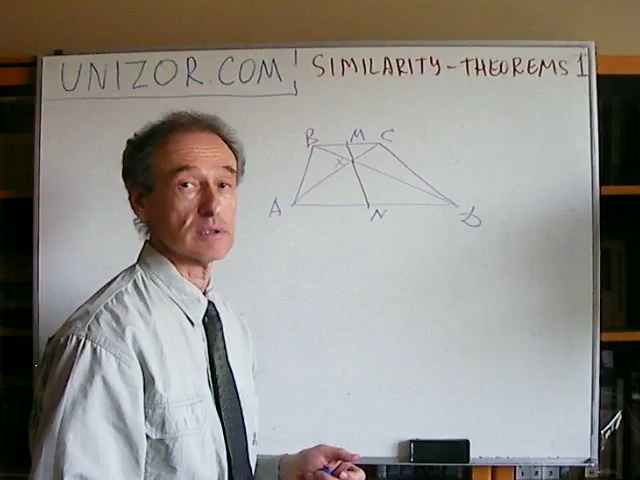 UNIZOR.COM
SIMILARITY-THEOREMS 1
B M C
X
A N D